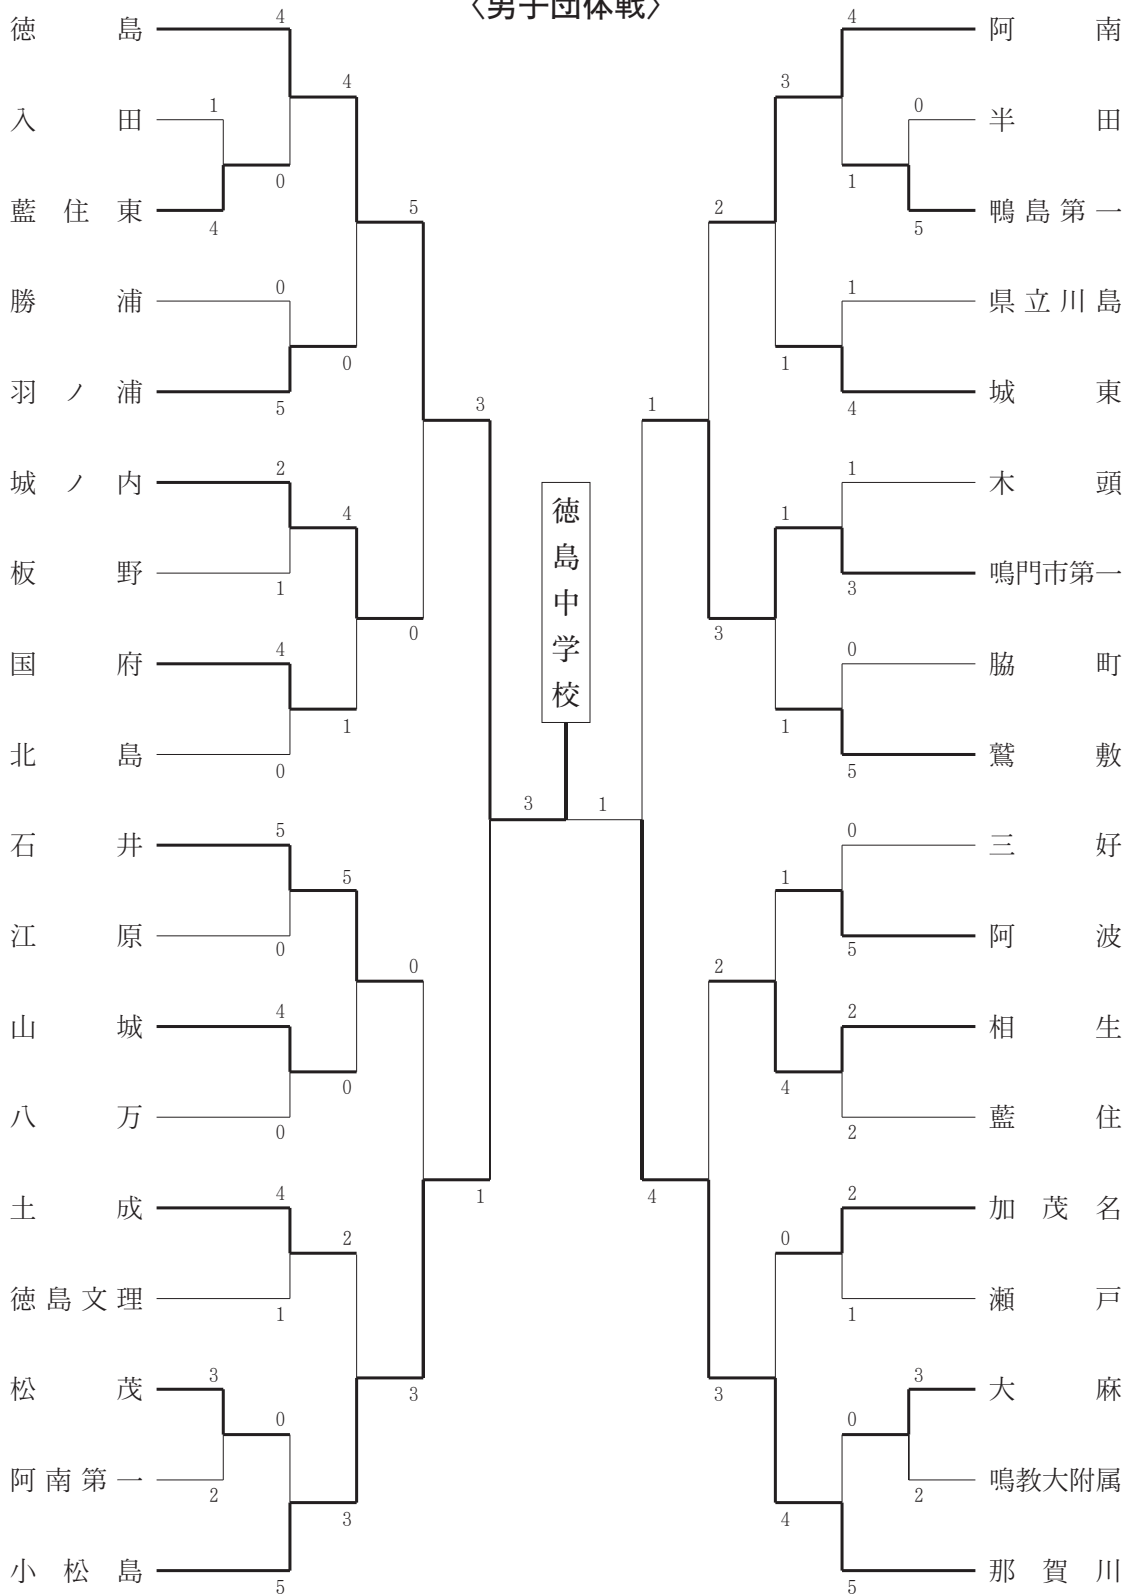 〈男子団体戦〉
徳島
入田
藍住東
勝浦
羽ノ浦
城ノ内
板野
国府
北島
石井
江原
山城
八万
土成
徳島文理
松茂
阿南第一
小松島
4
1
4
0
0
5
2
1
4
0
5
0
4
0
4
1
3
2
0
5
4
0
4
1
5
0
2
3
5
0
0
3
3
1
3
徳島中学校
1
1
4
2
3
2
3
3
1
1
1
1
4
0
4
4
0
1
5
1
4
1
3
0
5
0
5
2
2
2
1
0
3
2
5
阿南
半田
鴨島第一
県立川島
城東
木頭
鳴門市第一
脇町
鷲敷
三好
阿波
相生
藍住
加茂名
瀬戸
大麻
鳴教大附属
那賀川